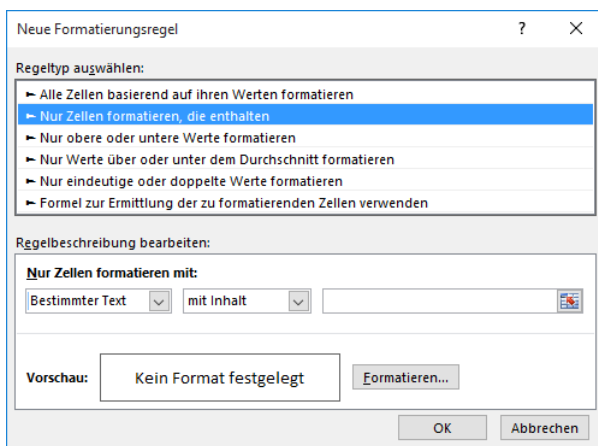 Neue Formatierungsregel ?
Regeltyp auswählen:
► Alle Zellen basierend auf ihren Werten formatieren
► Nur Zellen formatieren, die enthalten
► Nur obere oder untere Werte formatieren
► Nur Werte über oder unter dem Durchschnitt formatieren
► Nur eindeutige oder doppelte Werte formatieren
► Formel zur Ermittlung der zu formatierenden Zellen verwenden
Regelbeschreibung bearbeiten:
Nur Zellen formatieren mit:
Bestimmter Text mit Inhalt
Vorschau: Kein Format festgelegt Formatieren...
OK Abbrechen